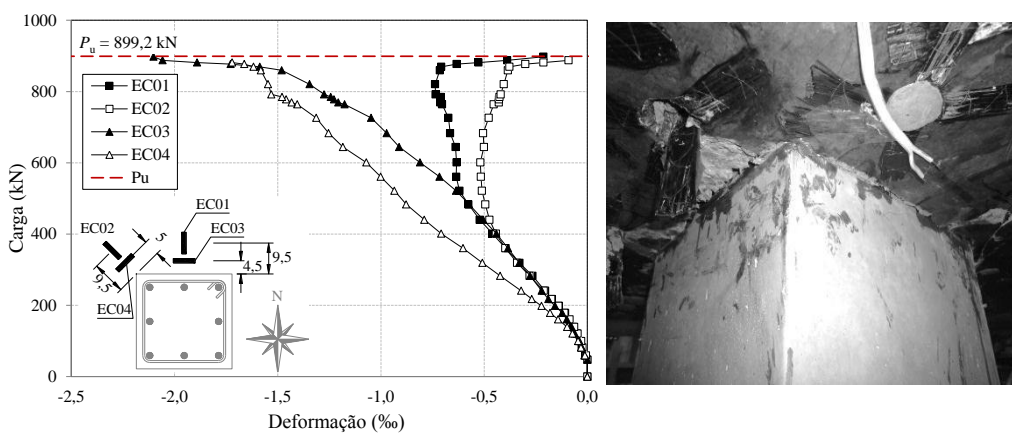 1000
P_u = 899,2 kN
800
EC01
EC02
EC03
EC04
Pu
600
Carga (kN)
400
200
0
EC01
EC02
EC03
5
9,5
4,5
9,5
EC04
N
-2,5
-2,0
-1,5
-1,0
-0,5
0,0
Deformação (‰)